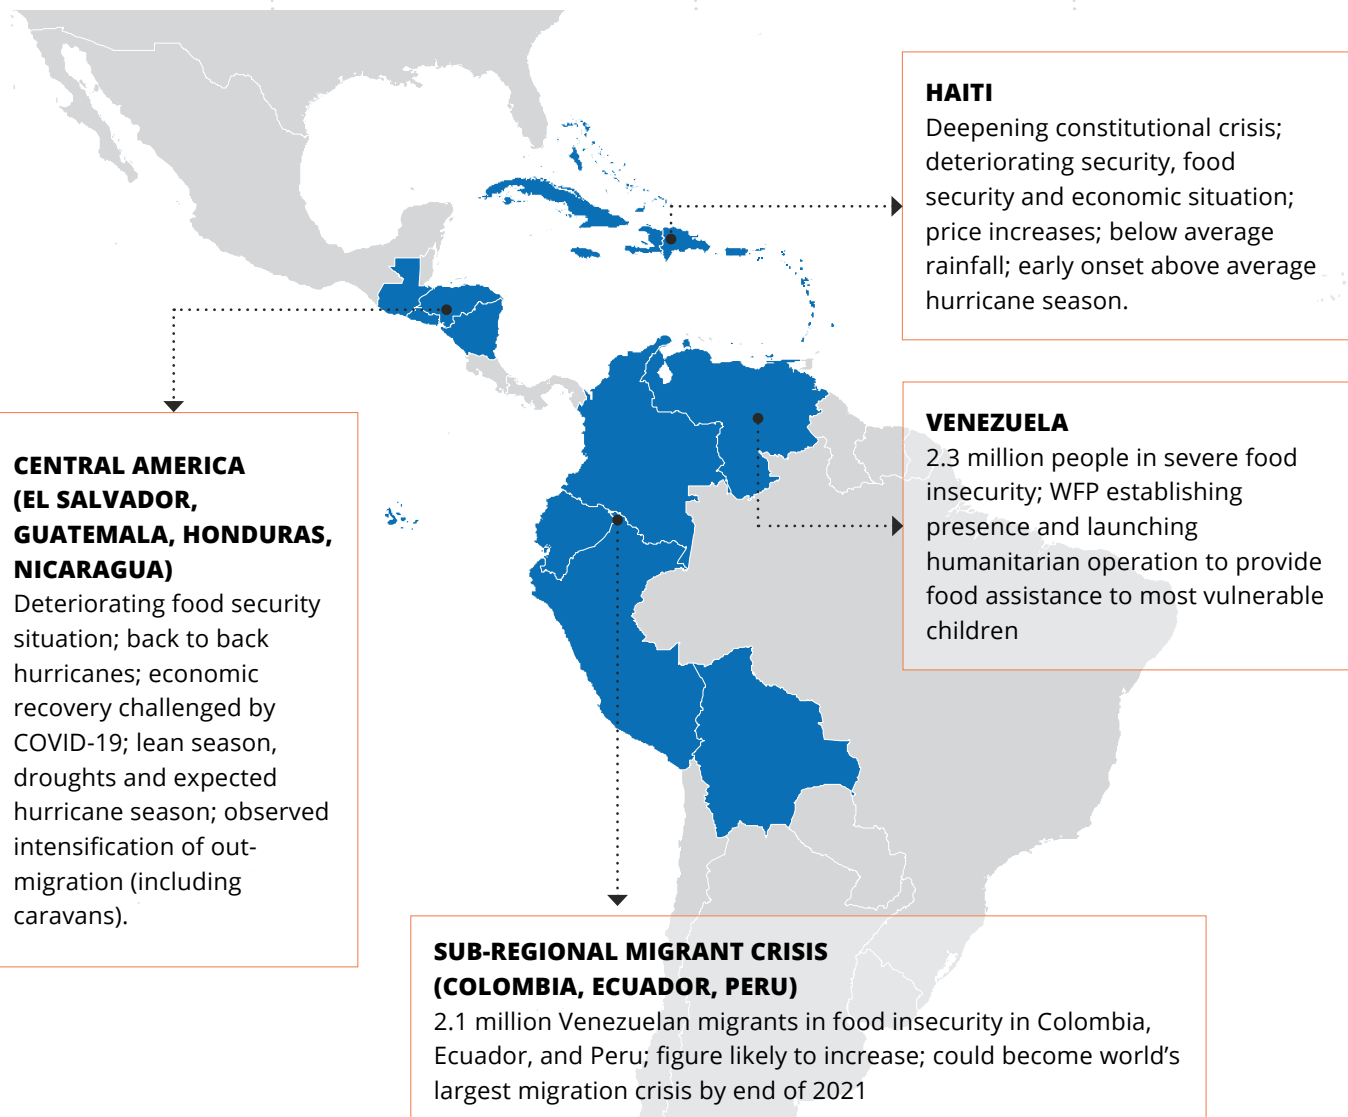 HAITI
Deepening constitutional crisis;
deteriorating security, food
security and economic situation;
price increases; below average
rainfall; early onset above average
hurricane season.
VENEZUELA
2.3 million people in severe food
insecurity; WFP establishing
presence and launching
humanitarian operation to provide
food assistance to most vulnerable
children
CENTRAL AMERICA
(EL SALVADOR,
GUATEMALA, HONDURAS,
NICARAGUA)
Deteriorating food security
situation; back to back
hurricanes; economic
recovery challenged by
COVID-19; lean season,
droughts and expected
hurricane season; observed
intensification of out-
migration (including
caravans).
SUB-REGIONAL MIGRANT CRISIS
(COLOMBIA, ECUADOR, PERU)
2.1 million Venezuelan migrants in food insecurity in Colombia,
Ecuador, and Peru; figure likely to increase; could become world’s
largest migration crisis by end of 2021